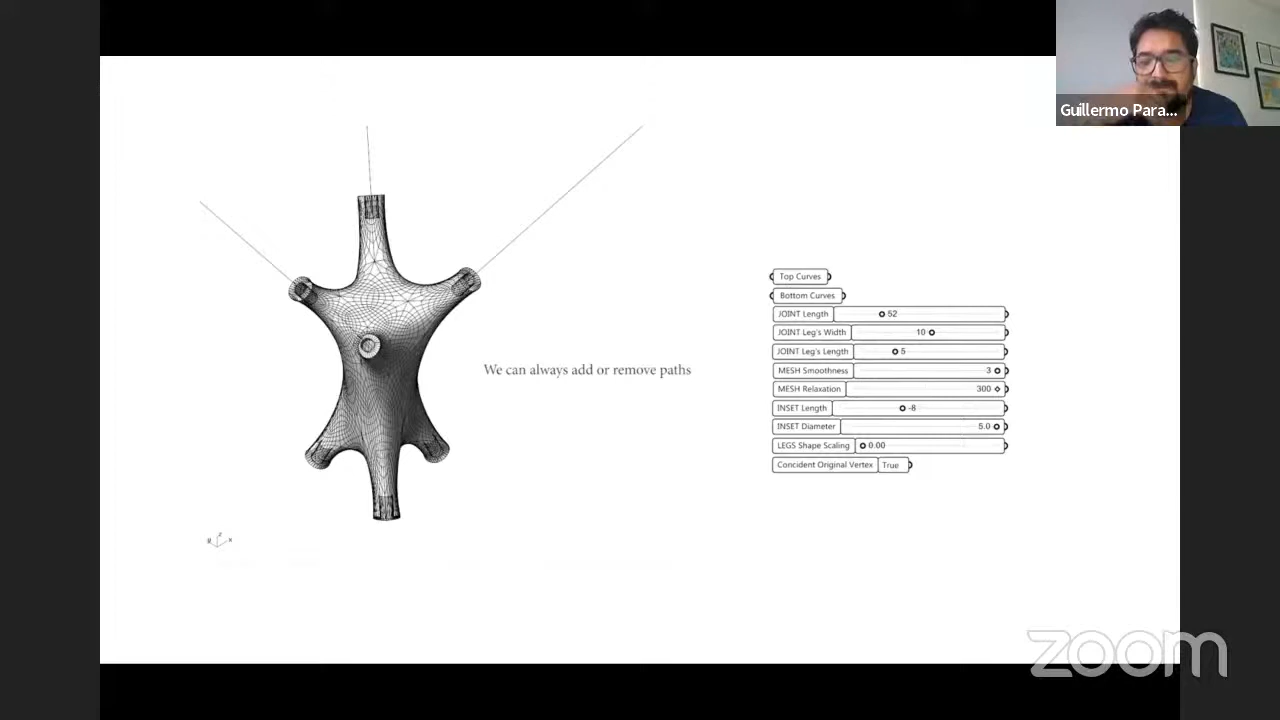 Guillermo Para...
Top Curves
Bottom Curves
JOINT Length 52
JOINT Leg's Width 10
JOINT Leg's Length 5
MESH Smoothness 3
MESH Relaxation 300
INSET Length -8
INSET Diameter 5.0
LEGS Shape Scaling 0.00
Concident Original Vertex True
We can always add or remove paths
z
x
zoom